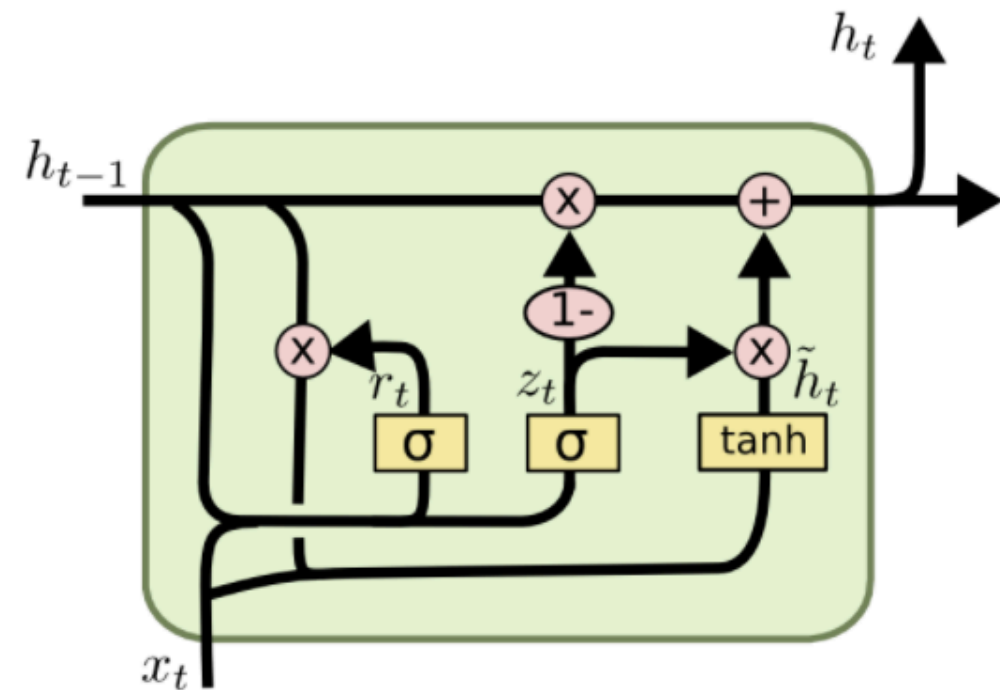 h_t
h_{t-1}
x +
1-
x r_t z_t x h̃_t
σ σ tanh
x_t